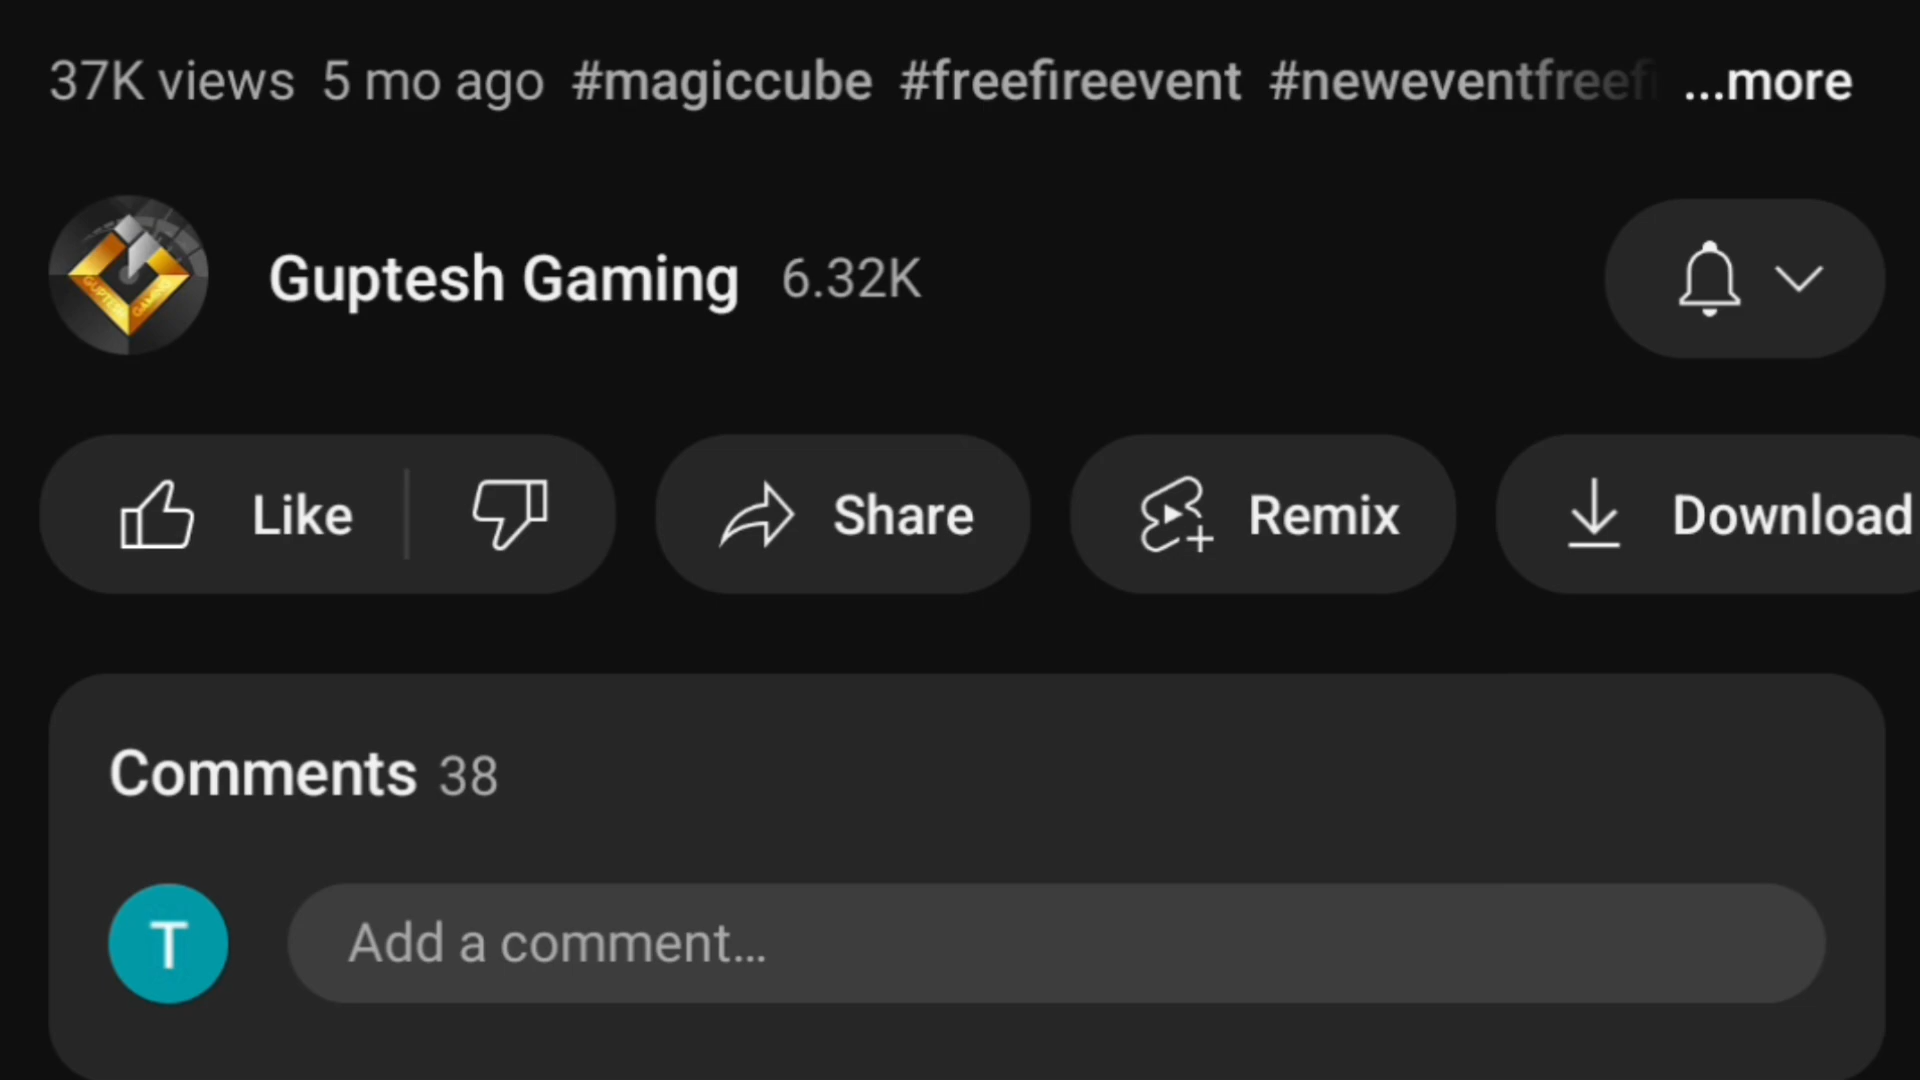 37K views 5 mo ago #magiccube #freefireevent #neweventfreef ...more
Guptesh Gaming 6.32K
Like Share Remix Download
Comments 38
T Add a comment...